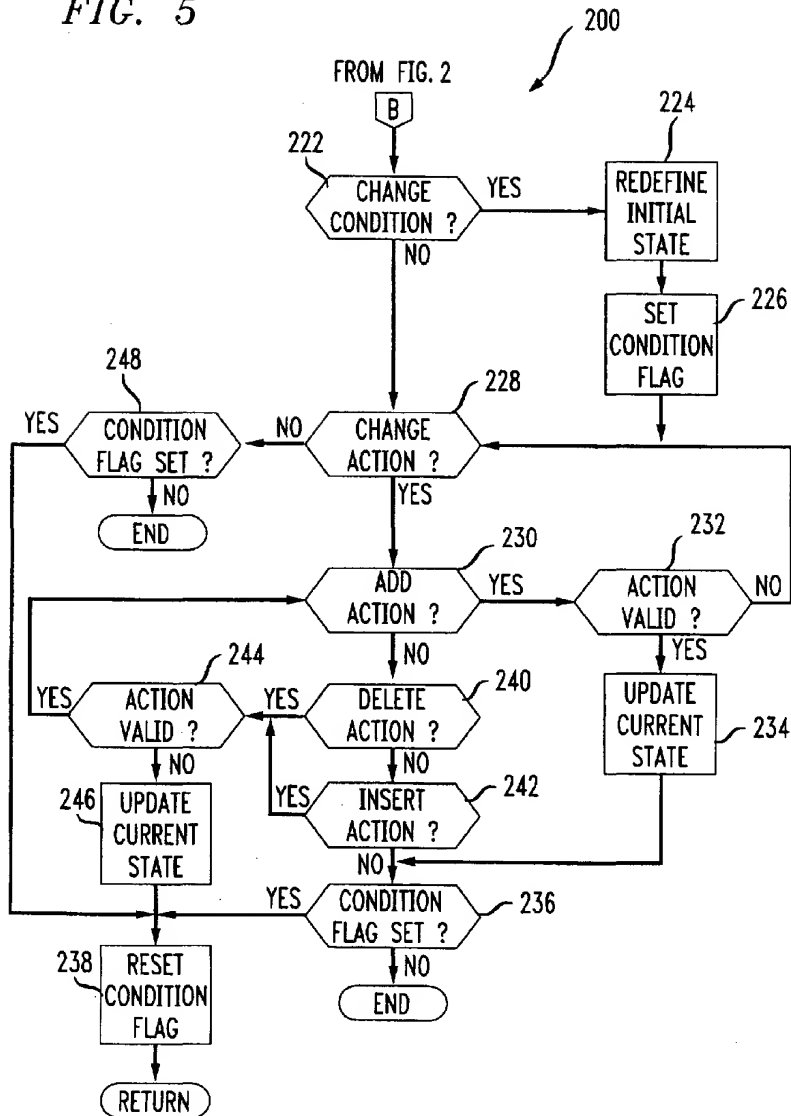 FIG. 5
200
FROM FIG. 2
B
222
CHANGE
CONDITION ?
YES
NO
224
REDEFINE
INITIAL
STATE
226
SET
CONDITION
FLAG
248
YES
CONDITION
FLAG SET ?
NO
END
228
NO
CHANGE
ACTION ?
YES
230
ADD
ACTION ?
YES
NO
232
ACTION
VALID ?
NO
YES
244
YES
ACTION
VALID ?
NO
240
YES
DELETE
ACTION ?
NO
UPDATE
CURRENT
STATE
234
246
UPDATE
CURRENT
STATE
242
YES
INSERT
ACTION ?
NO
YES
CONDITION
FLAG SET ?
236
NO
END
238
RESET
CONDITION
FLAG
RETURN